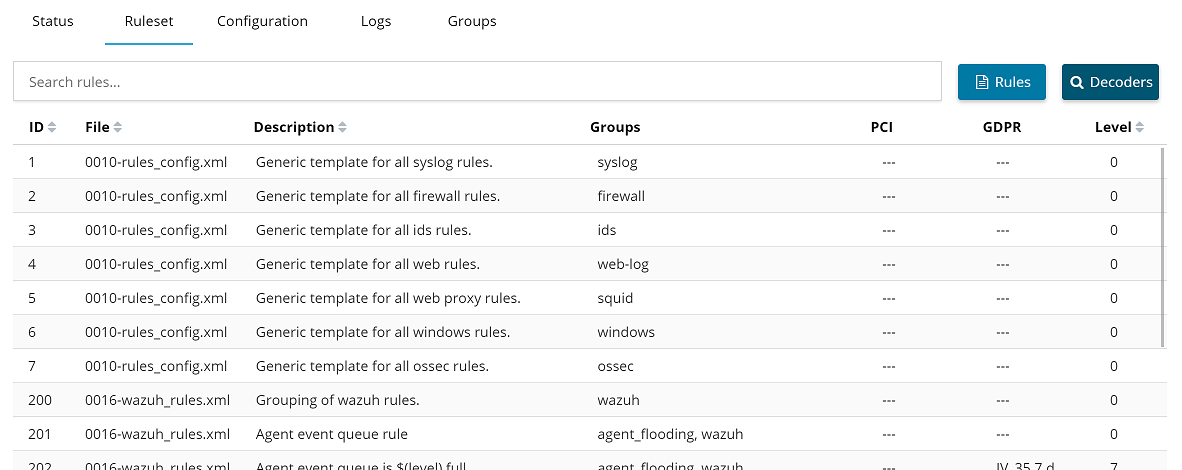 Status Ruleset Configuration Logs Groups
Search rules... Rules Decoders
ID File Description Groups PCI GDPR Level
1 0010-rules_config.xml Generic template for all syslog rules. syslog --- --- 0
2 0010-rules_config.xml Generic template for all firewall rules. firewall --- --- 0
3 0010-rules_config.xml Generic template for all ids rules. ids --- --- 0
4 0010-rules_config.xml Generic template for all web rules. web-log --- --- 0
5 0010-rules_config.xml Generic template for all web proxy rules. squid --- --- 0
6 0010-rules_config.xml Generic template for all windows rules. windows --- --- 0
7 0010-rules_config.xml Generic template for all ossec rules. ossec --- --- 0
200 0016-wazuh_rules.xml Grouping of wazuh rules. wazuh --- --- 0
201 0016-wazuh_rules.xml Agent event queue rule agent_flooding, wazuh --- --- 0
202 0016-wazuh_rules.xml Agent event queue is $(level) full. agent_flooding, wazuh --- IV_35.7.d 7